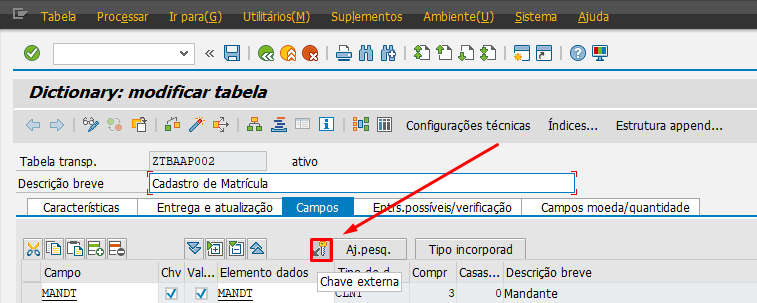 Tabela Processar Ir para(G) Utilitários(M) Suplementos Ambiente(U) Sistema Ajuda
Dictionary: modificar tabela
Configurações técnicas Índices... Estrutura append...
Tabela transp. ZTBAAP002 ativo
Descrição breve Cadastro de Matrícula
Características Entrega e atualização Campos Entrs.possíveis/verificação Campos moeda/quantidade
Aj.pesq. Tipo incorporad
Campo Chv Val... Elemento dados Tipo de d... Compr Casas... Descrição breve
Chave externa
MANDT MANDT CLNT 3 0 Mandante